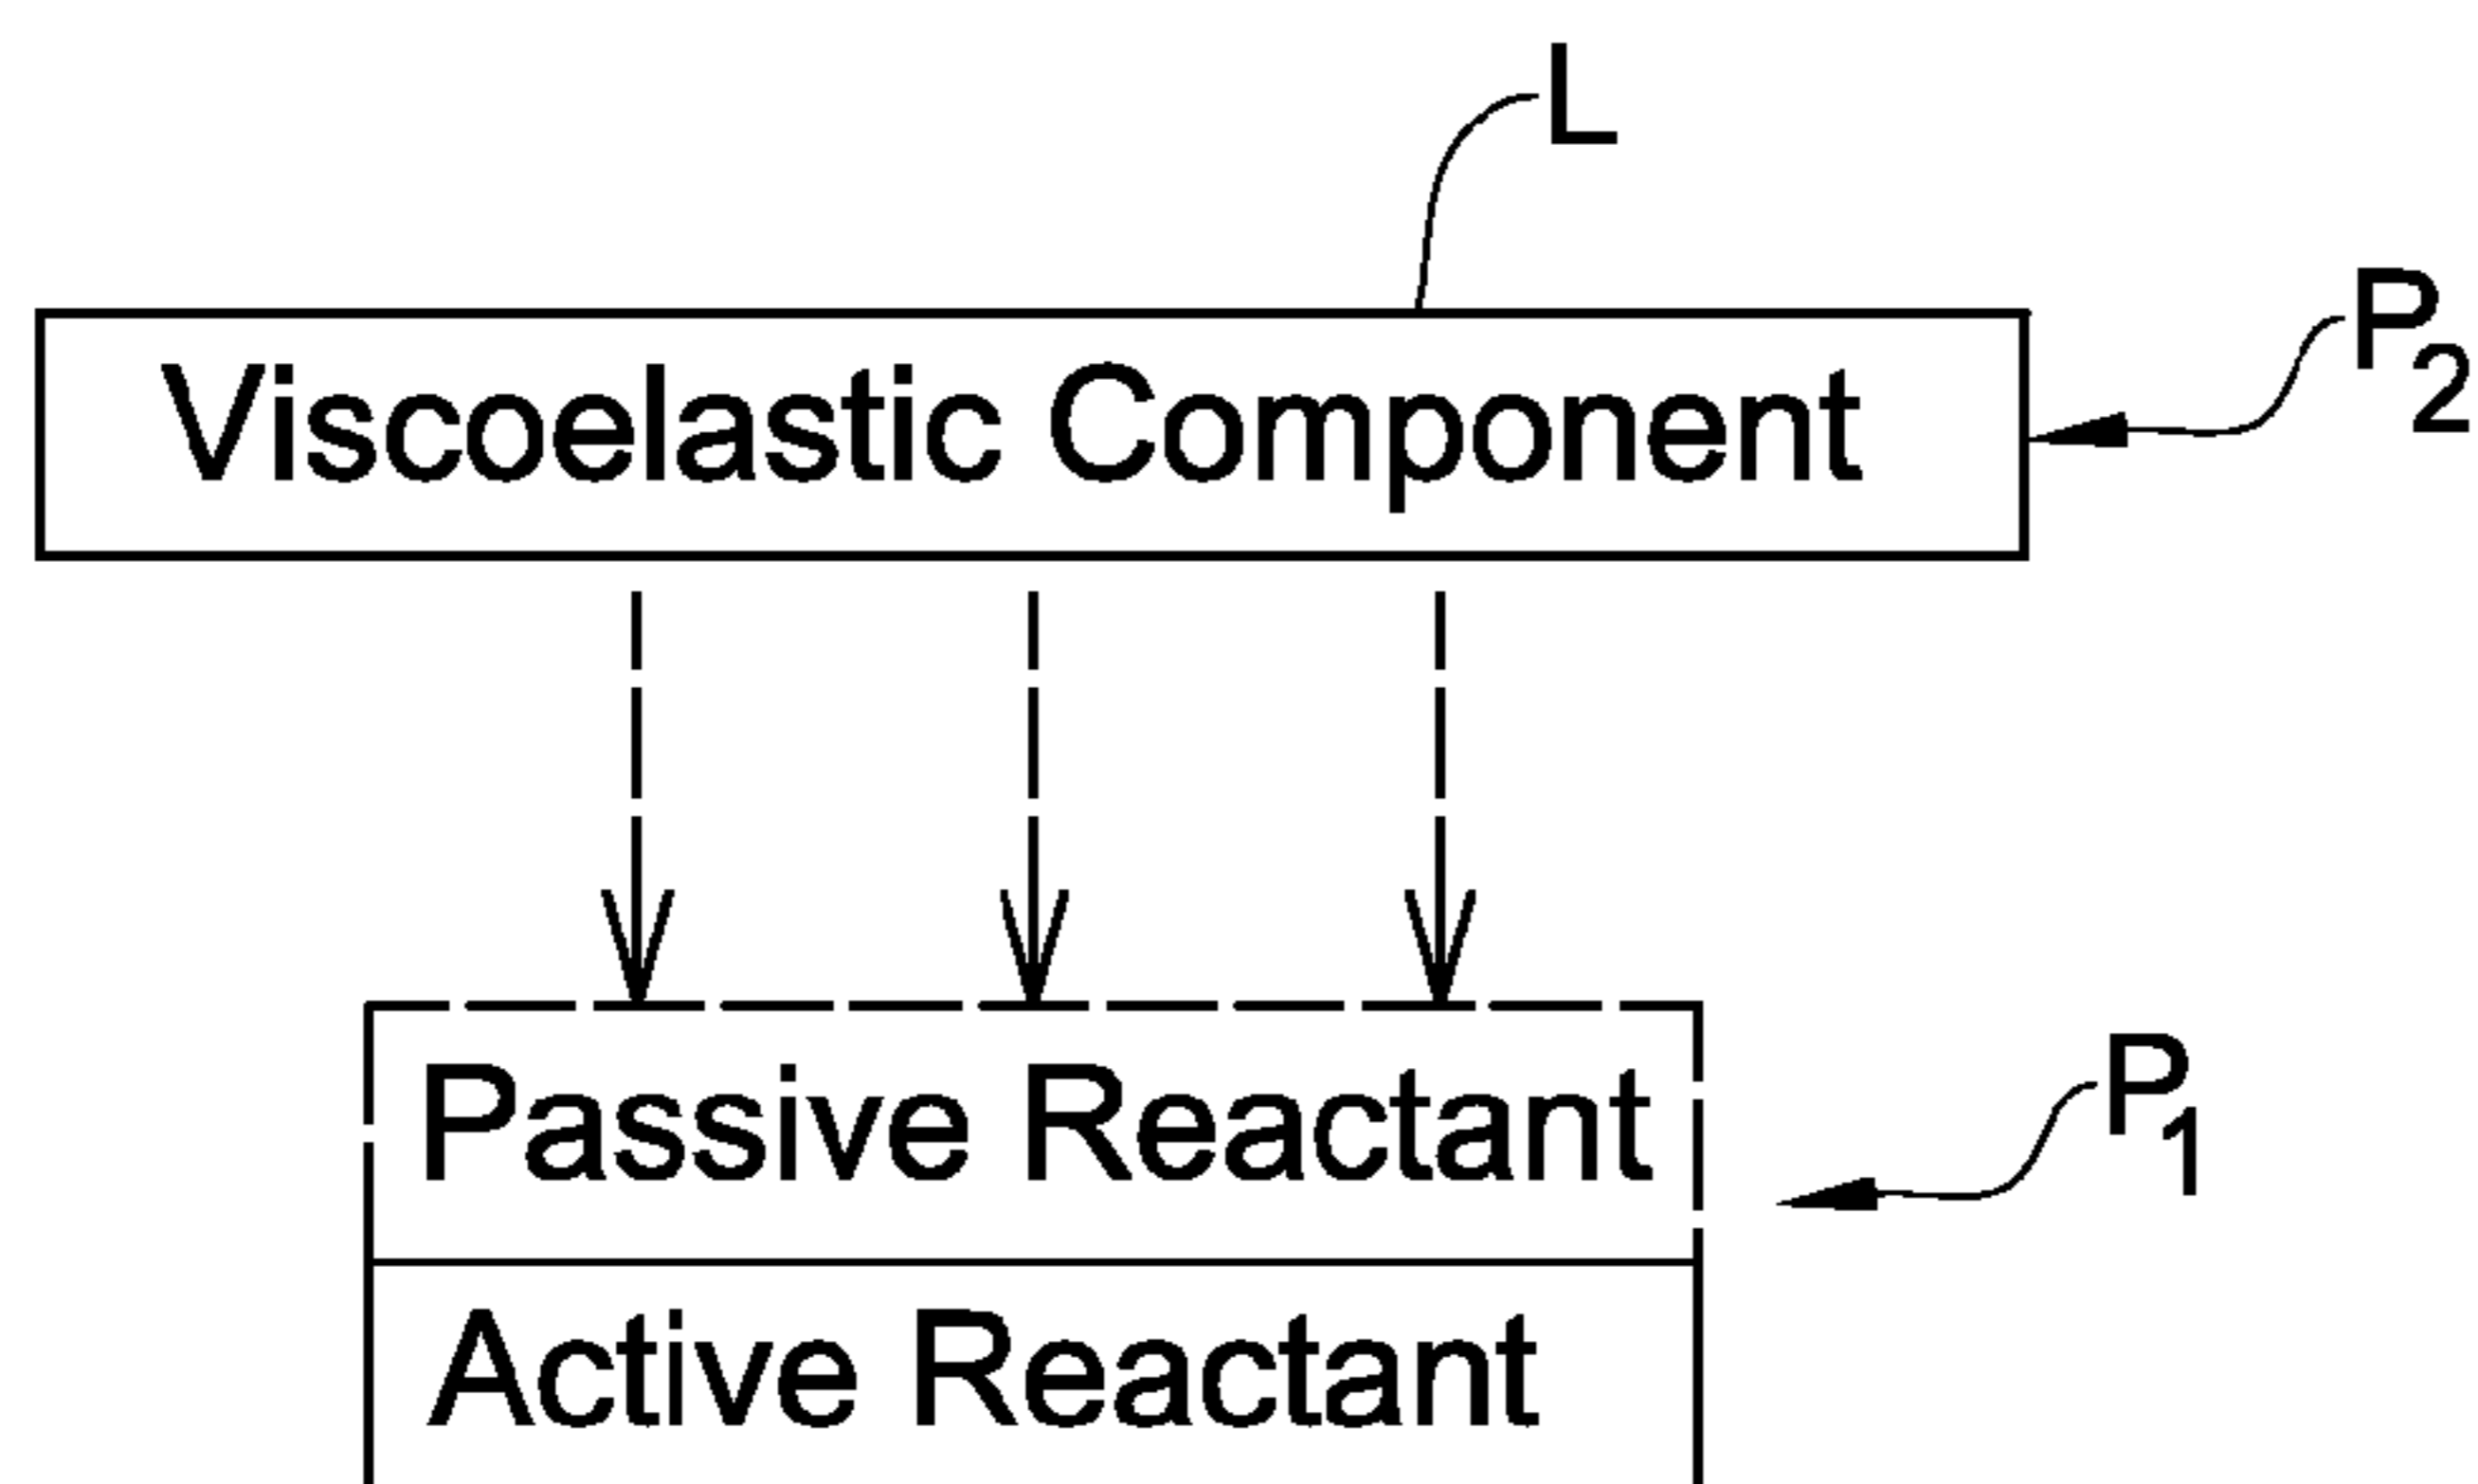 L
P2
Viscoelastic Component
P1
Passive Reactant
Active Reactant